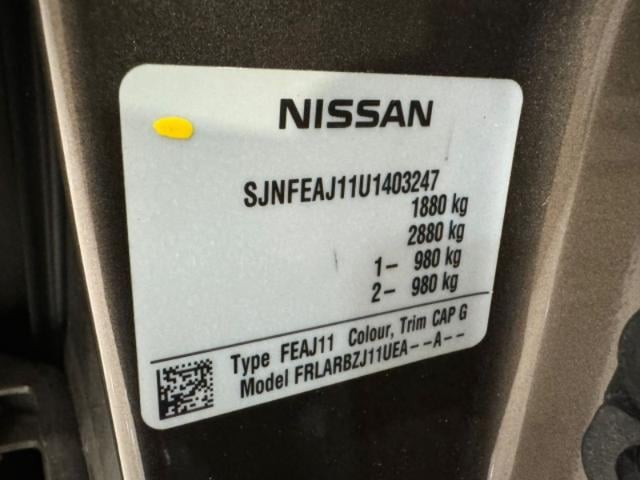 NISSAN
SJNFEAJ11U1403247
1880 kg
2880 kg
1– 980 kg
2– 980 kg
Type FEAJ11 Colour, Trim CAP G
Model FRLARBZJ11UEA--A--